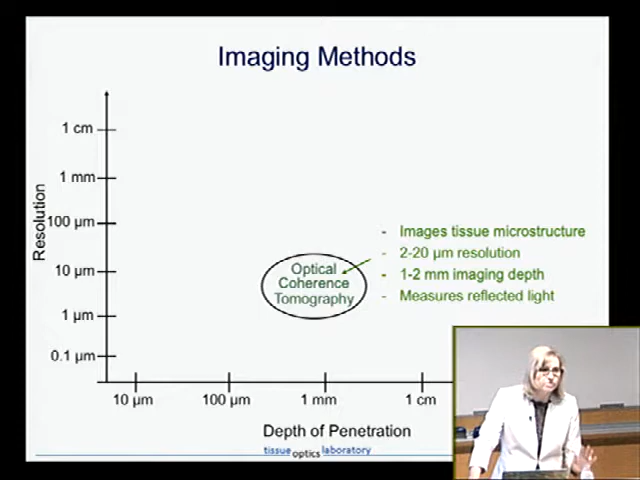 Imaging Methods
1 cm
1 mm
100 µm
10 µm
1 µm
0.1 µm
Resolution
Optical
Coherence
Tomography
- Images tissue microstructure
- 2-20 µm resolution
- 1-2 mm imaging depth
- Measures reflected light
10 µm
100 µm
1 mm
1 cm
Depth of Penetration
tissue optics laboratory